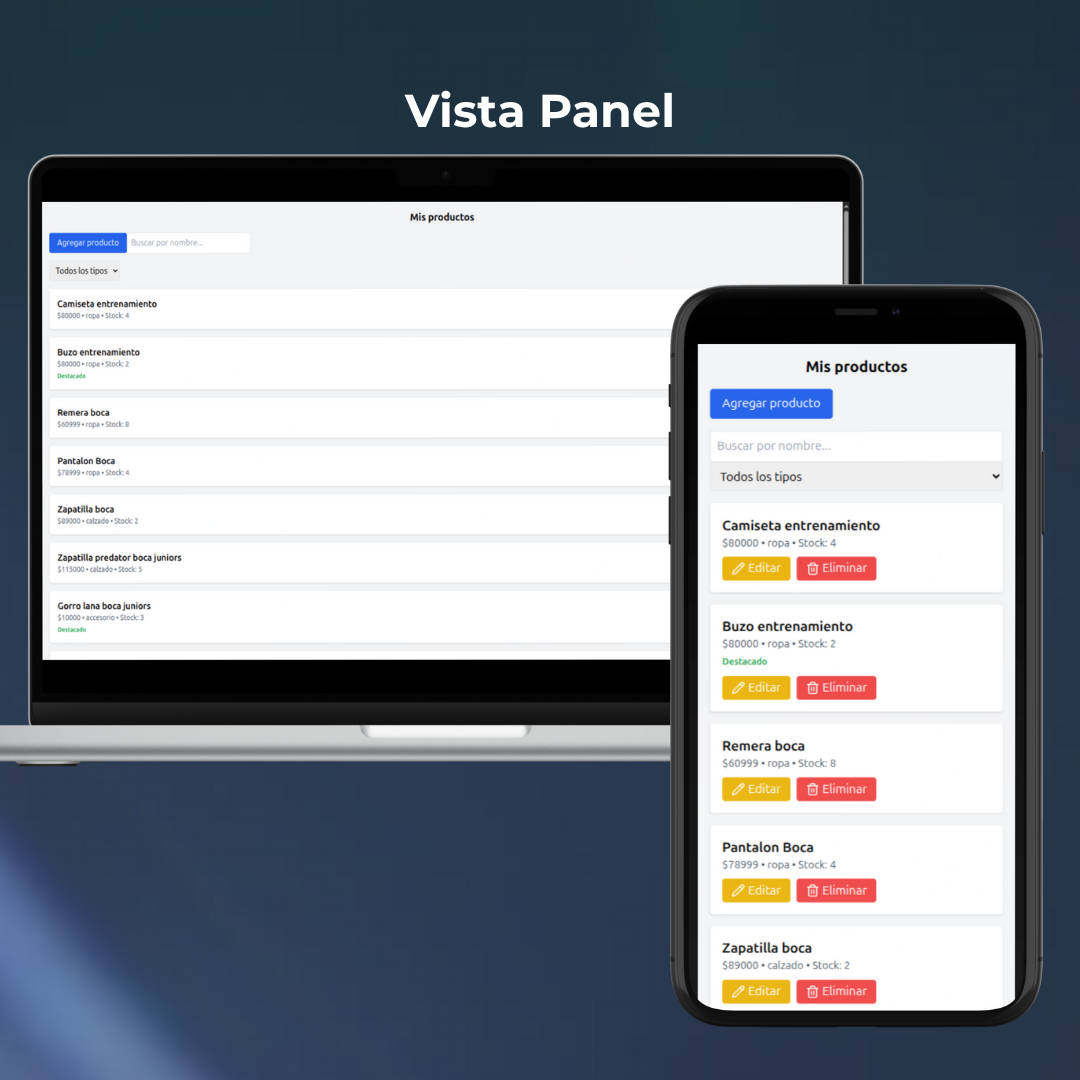 Vista Panel
Mis productos
Agregar producto
Buscar por nombre...
Todos los tipos
Camiseta entrenamiento
$80000 • ropa • Stock: 4
Buzo entrenamiento
$80000 • ropa • Stock: 2
Destacado
Remera boca
$60999 • ropa • Stock: 8
Pantalon Boca
$78999 • ropa • Stock: 4
Zapatilla boca
$89000 • calzado • Stock: 2
Zapatilla predator boca juniors
$115000 • calzado • Stock: 5
Gorro lana boca juniors
$10000 • accesorio • Stock: 3
Destacado
Mis productos
Agregar producto
Buscar por nombre...
Todos los tipos
Camiseta entrenamiento
$80000 • ropa • Stock: 4
Editar Eliminar
Buzo entrenamiento
$80000 • ropa • Stock: 2
Destacado
Editar Eliminar
Remera boca
$60999 • ropa • Stock: 8
Editar Eliminar
Pantalon Boca
$78999 • ropa • Stock: 4
Editar Eliminar
Zapatilla boca
$89000 • calzado • Stock: 2
Editar Eliminar